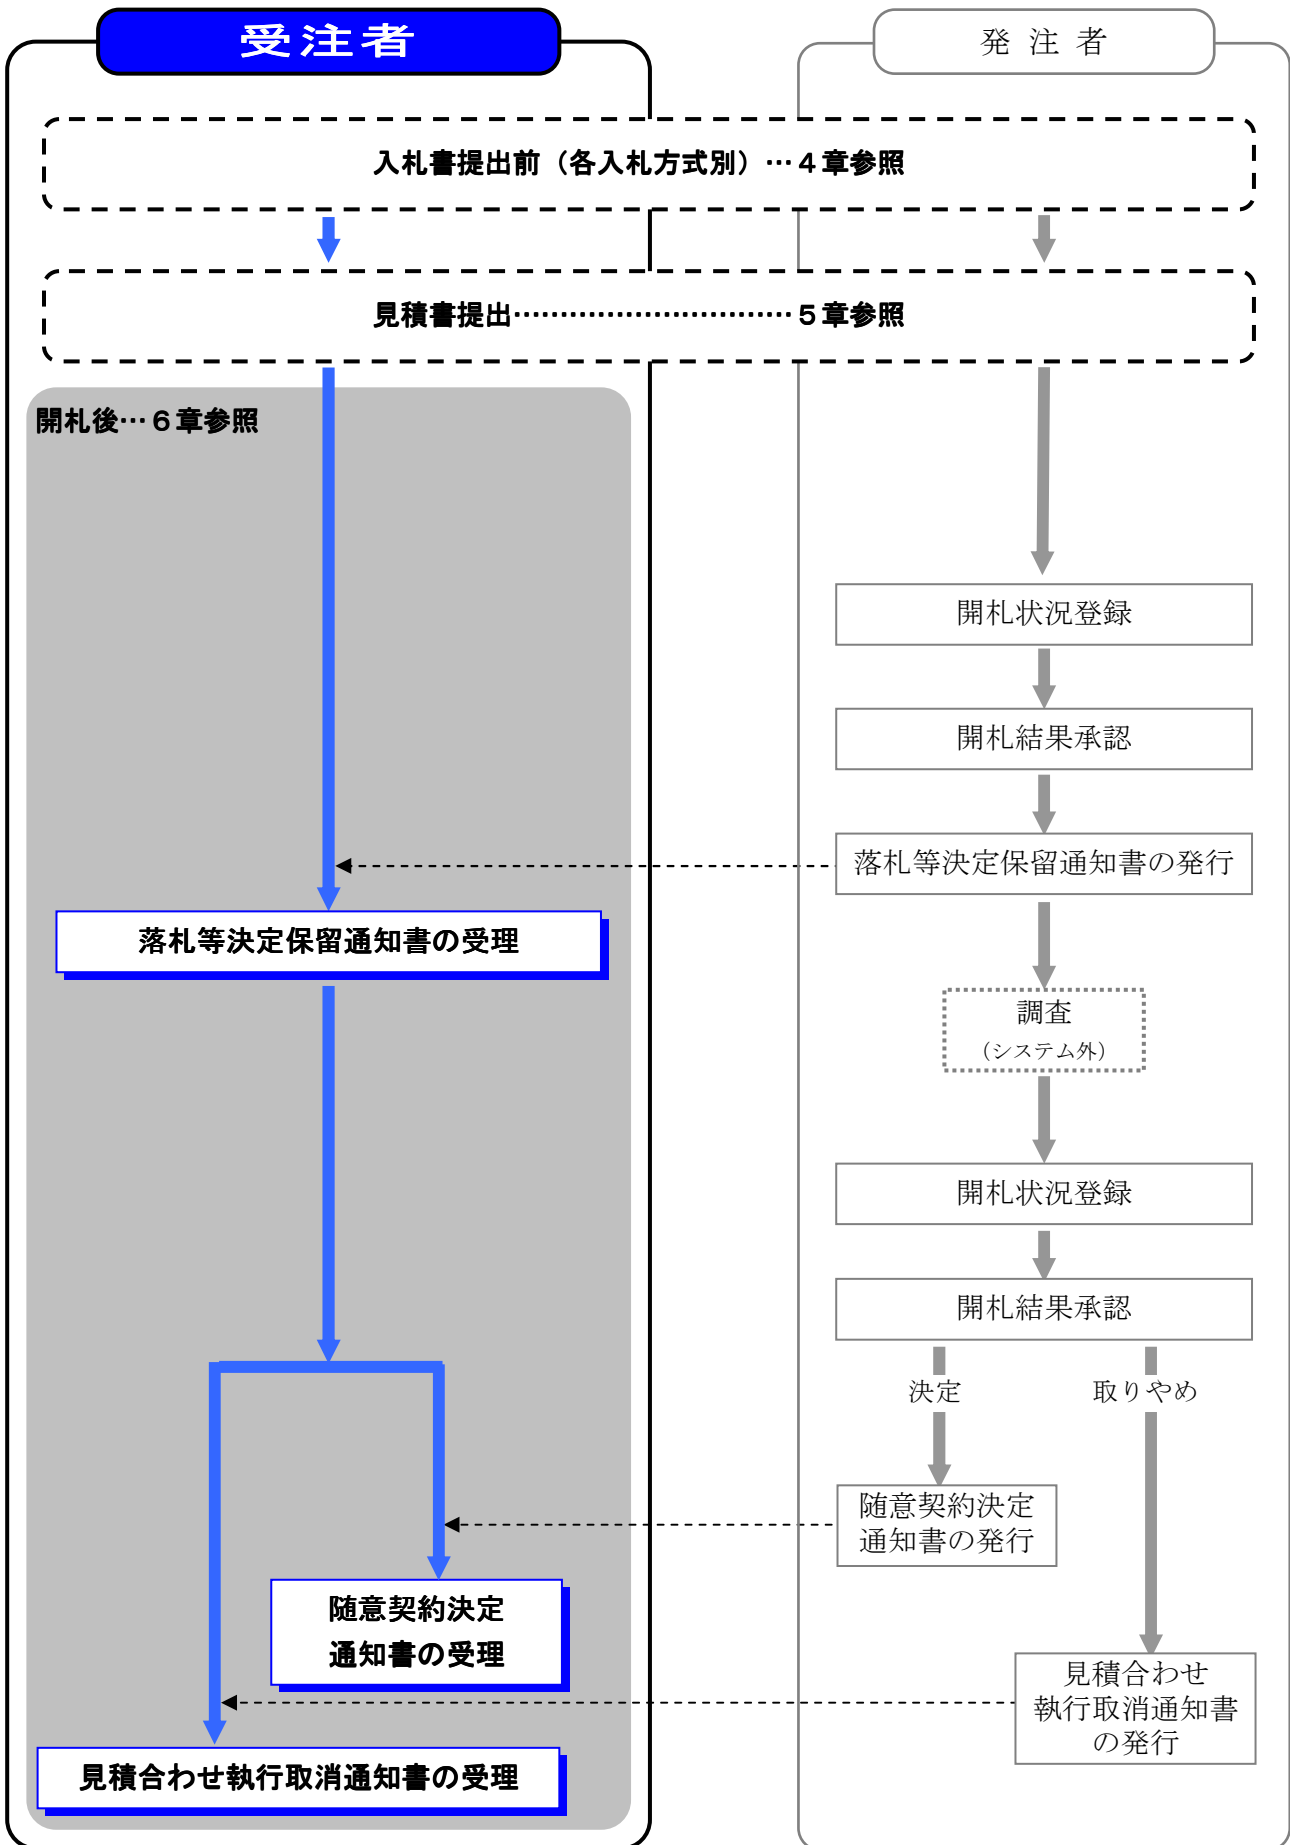 受注者
発 注 者
入札書提出前（各入札方式別）…４章参照
見積書提出…………………………５章参照
開札後…６章参照
開札状況登録
開札結果承認
落札等決定保留通知書の発行
落札等決定保留通知書の受理
調査
（システム外）
開札状況登録
開札結果承認
決定
取りやめ
随意契約決定
通知書の発行
随意契約決定
通知書の受理
見積合わせ
執行取消通知書
の発行
見積合わせ執行取消通知書の受理